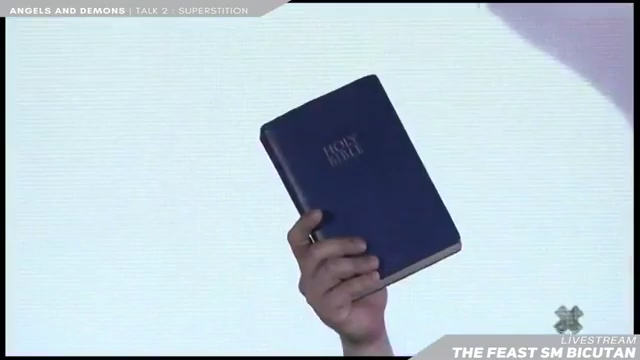 ANGELS AND DEMONS | TALK 2 : SUPERSTITION
HOLY
BIBLE
LIVESTREAM
THE FEAST SM BICUTAN